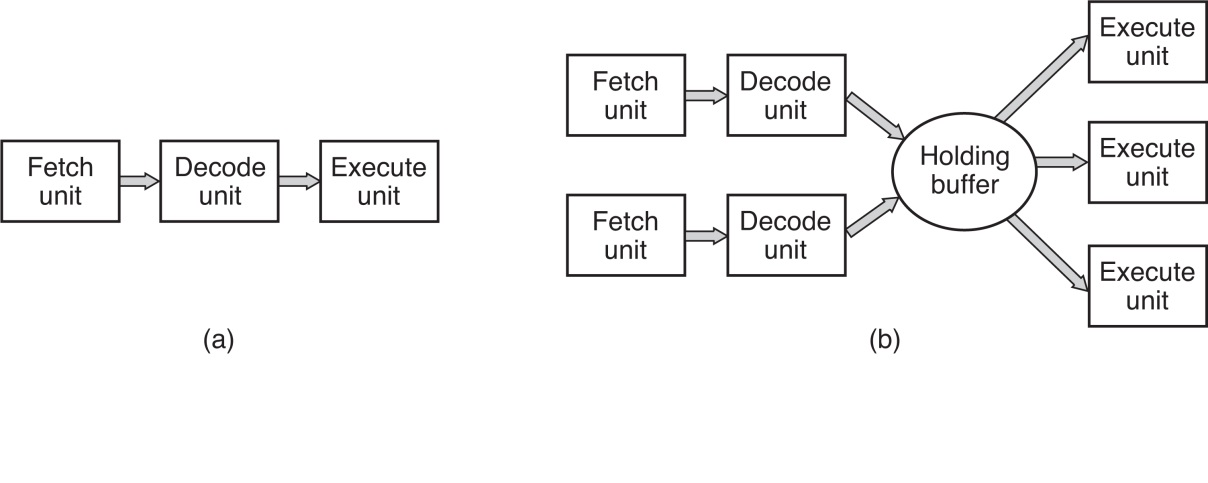 Fetch
unit
Decode
unit
Execute
unit
(a)
Fetch
unit
Decode
unit
Fetch
unit
Decode
unit
Holding
buffer
Execute
unit
Execute
unit
Execute
unit
(b)